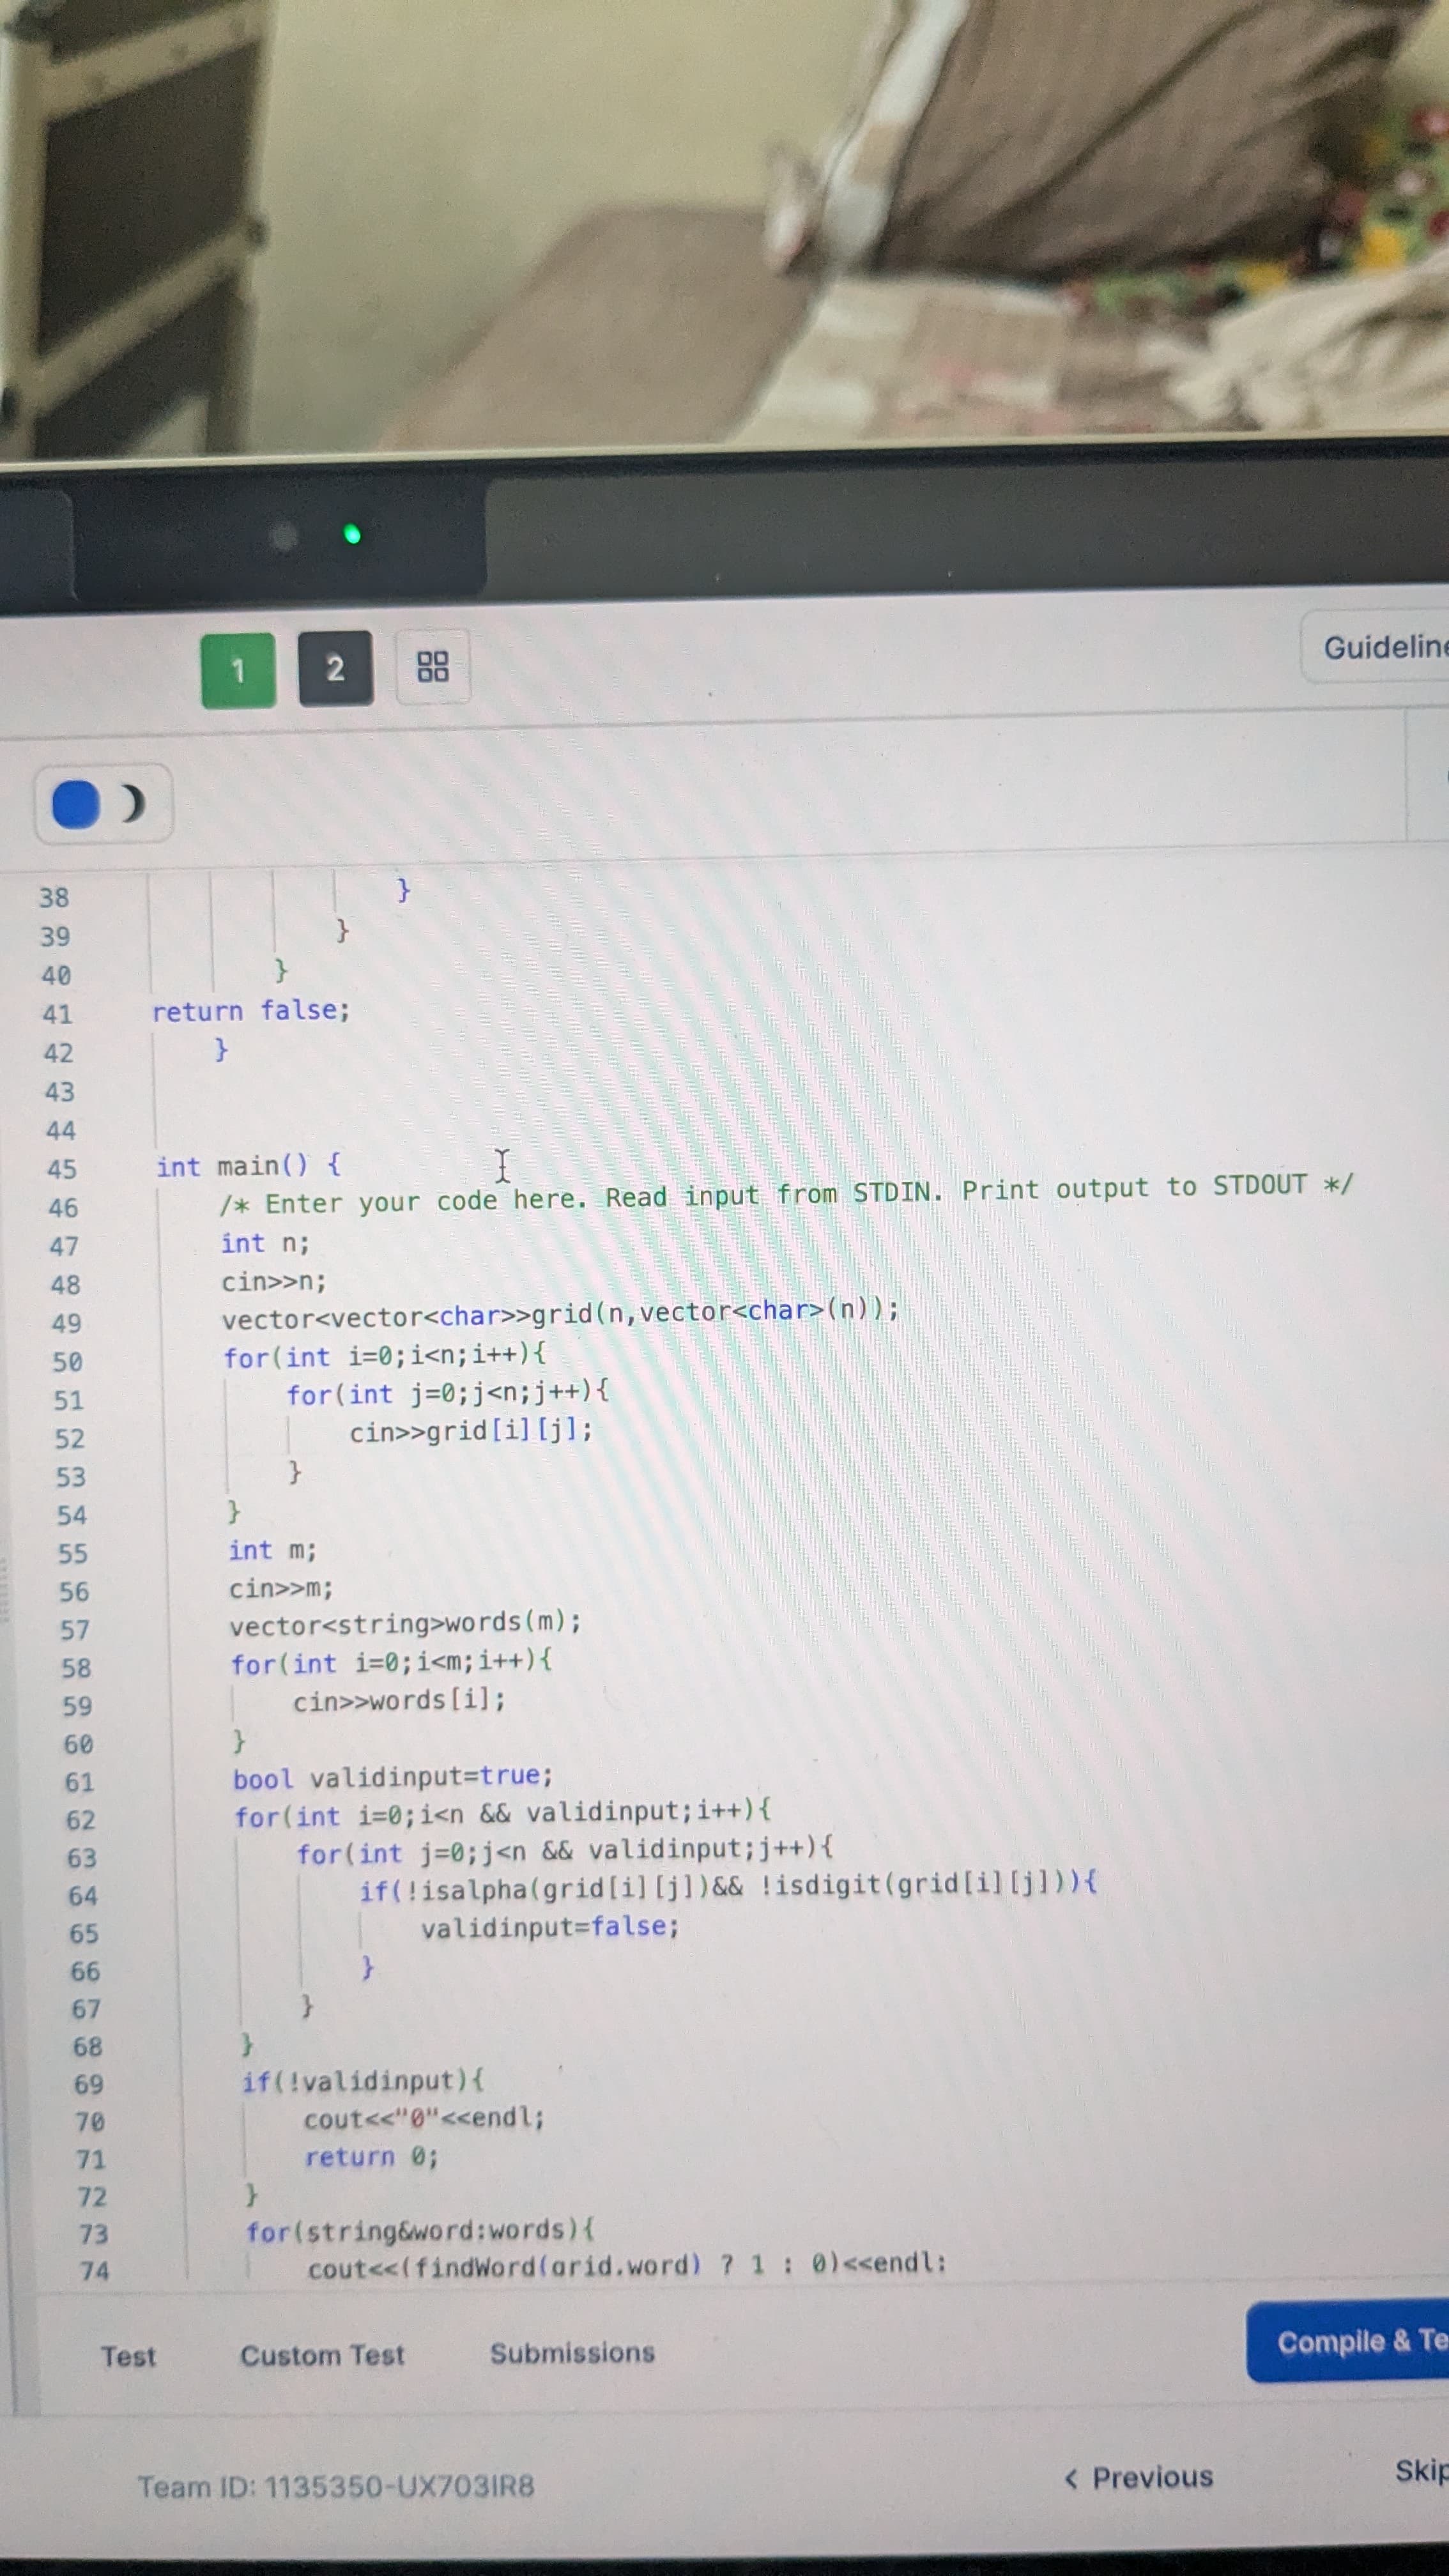 1
2
Guideline
38 }
39 }
40 }
41 return false;
42 }
43
44
45 int main() {
46 /* Enter your code here. Read input from STDIN. Print output to STDOUT */
47 int n;
48 cin>>n;
49 vector<vector<char>>grid(n,vector<char>(n));
50 for(int i=0;i<n;i++){
51 for(int j=0;j<n;j++){
52 cin>>grid[i][j];
53 }
54 }
55 int m;
56 cin>>m;
57 vector<string>words(m);
58 for(int i=0;i<m;i++){
59 cin>>words[i];
60 }
61 bool validinput=true;
62 for(int i=0;i<n && validinput;i++){
63 for(int j=0;j<n && validinput;j++){
64 if(!isalpha(grid[i][j])&& !isdigit(grid[i][j])){
65 validinput=false;
66 }
67 }
68 }
69 if(!validinput){
70 cout<<"0"<<endl;
71 return 0;
72 }
73 for(string&word:words){
74 cout<<(findWord(grid,word) ? 1 : 0)<<endl;
Test Custom Test Submissions Compile & Te
Team ID: 1135350-UX703IR8 < Previous Skip